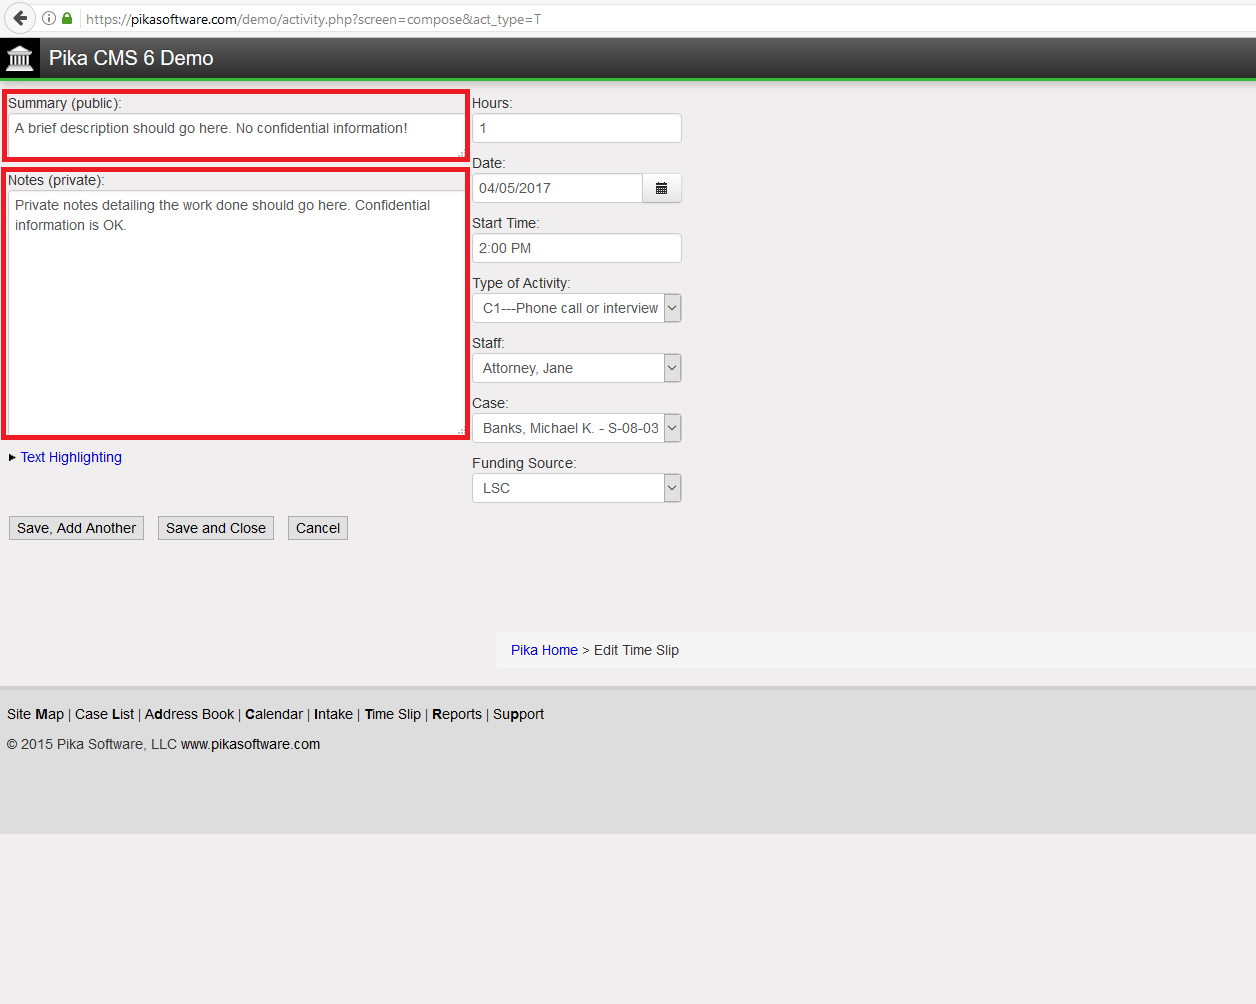 https://pikasoftware.com/demo/activity.php?screen=compose&act_type=T
Pika CMS 6 Demo
Summary (public):
A brief description should go here. No confidential information!
Notes (private):
Private notes detailing the work done should go here. Confidential
information is OK.
Text Highlighting
Save, Add Another
Save and Close
Cancel
Hours:
1
Date:
04/05/2017
Start Time:
2:00 PM
Type of Activity:
C1---Phone call or interview
Staff:
Attorney, Jane
Case:
Banks, Michael K. - S-08-03
Funding Source:
LSC
Pika Home > Edit Time Slip
Site Map | Case List | Address Book | Calendar | Intake | Time Slip | Reports | Support
© 2015 Pika Software, LLC www.pikasoftware.com